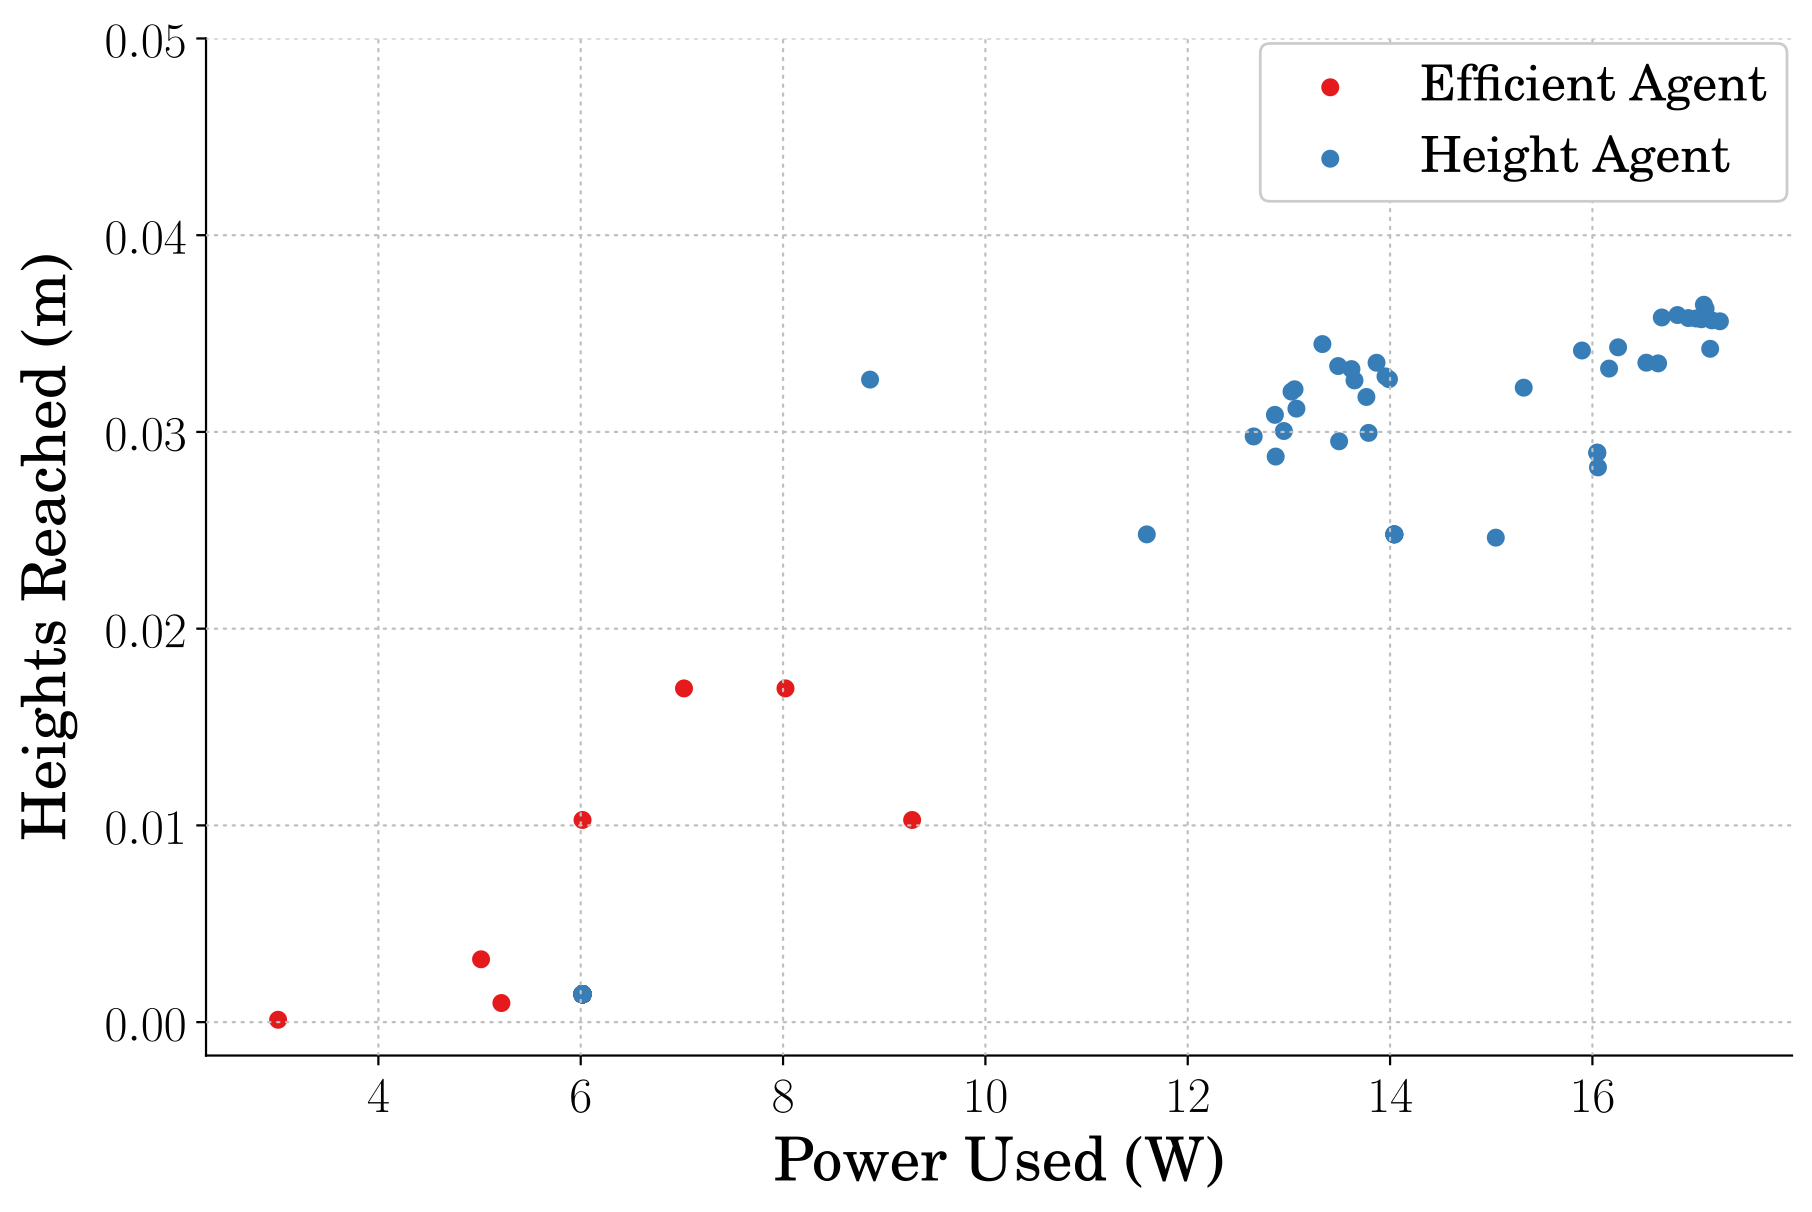 0.05
0.04
0.03
0.02
0.01
0.00
Heights Reached (m)
Efficient Agent
Height Agent
4 6 8 10 12 14 16
Power Used (W)